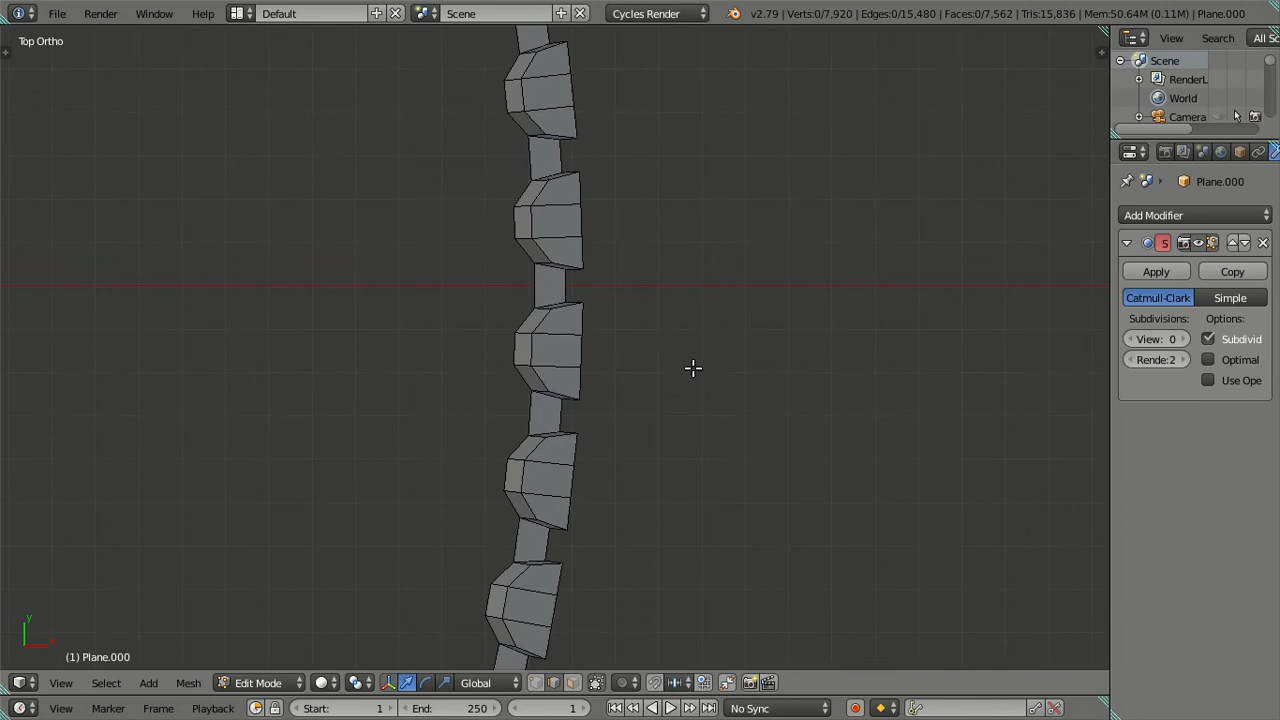 File Render Window Help Default Scene Cycles Render v2.79 | Verts:0/7,920 | Edges:0/15,480 | Faces:0/7,562 | Tris:15,836 | Mem:50.64M (0.11M) | Plane.000
Top Ortho
View Search All Sc
Scene
RenderL
World
Camera
Plane.000
Add Modifier
S
Apply Copy
Catmull-Clark Simple
Subdivisions: Options:
View: 0 Subdivid
Rende:2 Optimal
Use Ope
y
x
(1) Plane.000
View Select Add Mesh Edit Mode Global
View Marker Frame Playback Start: 1 End: 250 1 No Sync